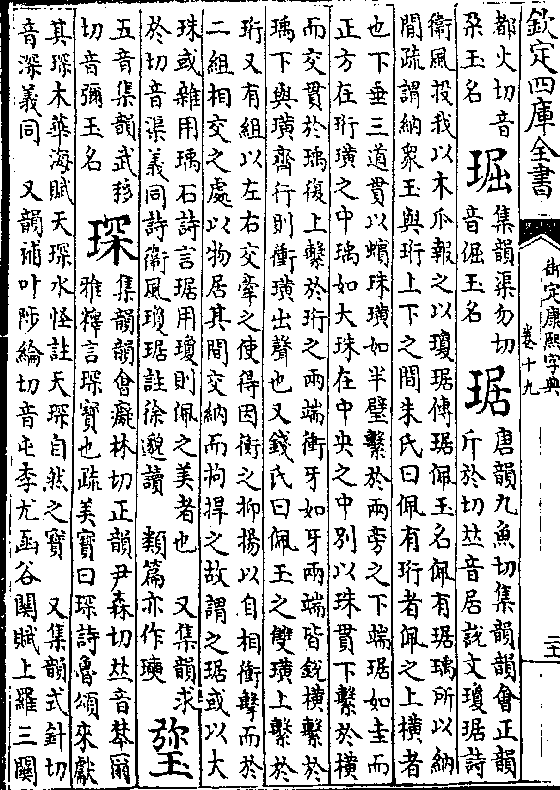 欽定四庫全書
御定康熙字典
卷十九
都火切音
朶玉名 琚 集韻渠勿切
音倔玉名 琚 唐韻九魚切集韻韻會正韻
斤於切𠀤音居說文瓊琚詩
衛風投我以木瓜報之以瓊琚傳琚佩玉名佩有琚瑀所以納
閒疏謂納衆玉與珩上下之間朱氏曰佩有珩者佩之上橫者
也下垂三道貫以蠙珠璜如半璧繫於兩旁之下端琚如圭而
正方在珩璜之中瑀如大珠在中央之中別以珠貫下繫於橫
而交貫於瑀復上繫於珩之兩端衝牙如牙兩端皆銳橫繫於
瑀下與璜齊行則衝璜出聲也又錢氏曰佩玉之雙璜上繫於
珩又有組以左右交牽之使得因衡之抑揚以自相衝擊而於
二組相交之處以物居其間交納而拘捍之故謂之琚或以大
珠或雜用瑀石詩言琚用瓊則佩之美者也 又集韻求
於切音渠義同詩衛風瓊琚註徐邈讀 類篇亦作璖 㺱
五音集韻武移
切音彌玉名 琛 集韻韻會癡林切正韻尹森切𠀤音棽爾
雅釋言琛寶也疏美寶曰琛詩魯頌來獻
其琛木華海賦天琛水怪註天琛自然之寶 又集韻式針切
音深義同 又韻補叶陟綸切音屯李尤函谷關賦上羅三關